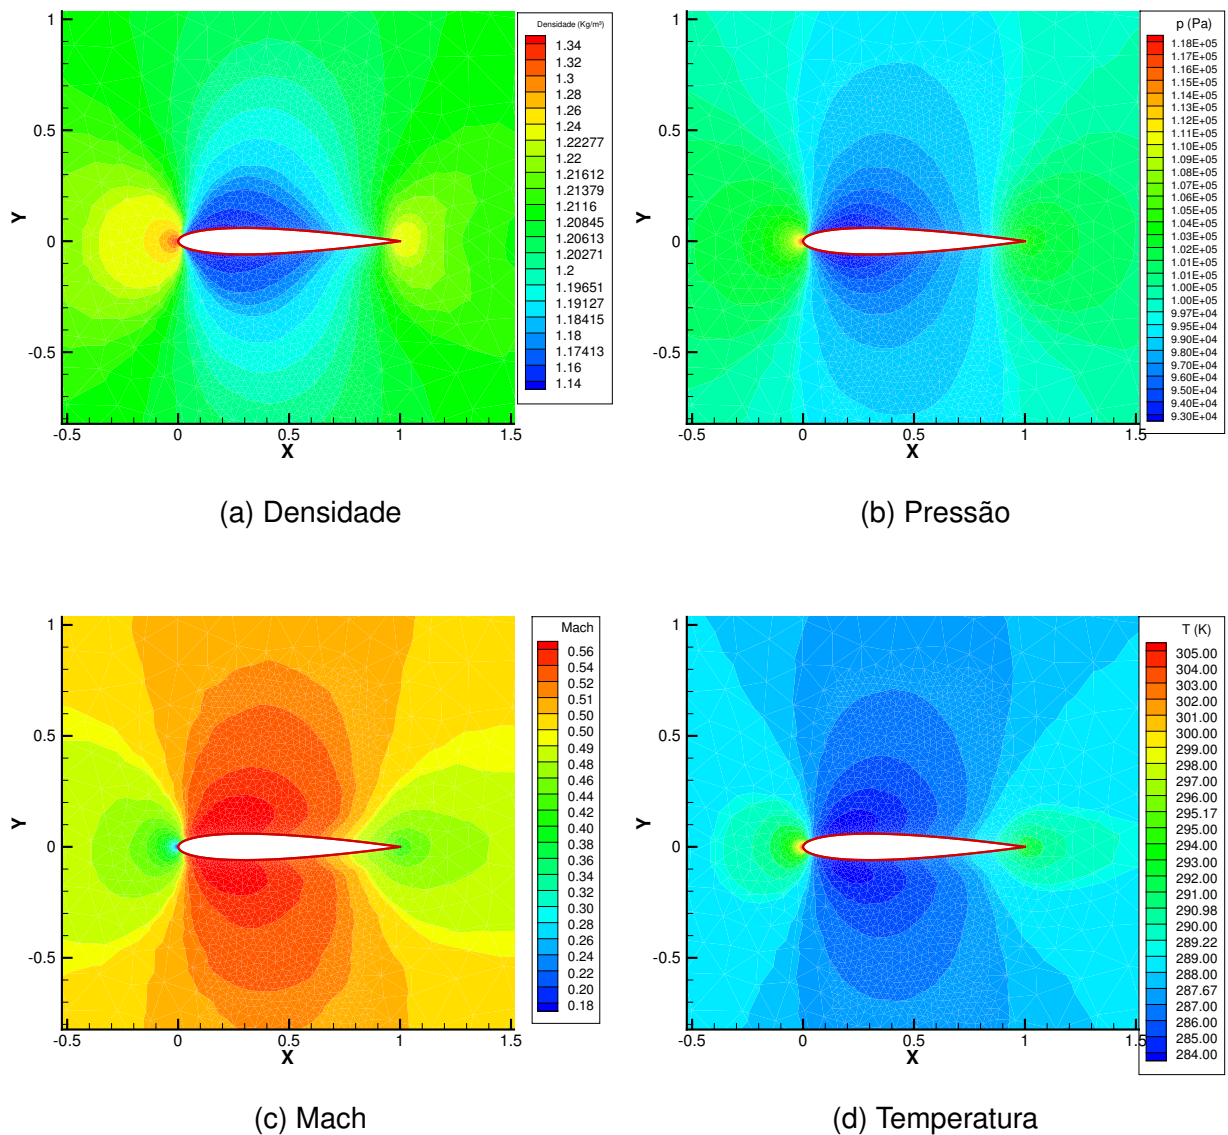 Densidade (Kg/m³)
1.34
1.32
1.3
1.28
1.26
1.24
1.22277
1.22
1.21612
1.21379
1.2116
1.20845
1.20613
1.20271
1.2
1.19651
1.19127
1.18415
1.18
1.17413
1.16
1.14
Y
1
0.5
0
-0.5
-0.5 0 0.5 1 1.5
X
(a) Densidade
p (Pa)
1.18E+05
1.17E+05
1.16E+05
1.15E+05
1.14E+05
1.13E+05
1.12E+05
1.11E+05
1.10E+05
1.09E+05
1.08E+05
1.07E+05
1.06E+05
1.05E+05
1.04E+05
1.03E+05
1.02E+05
1.01E+05
1.01E+05
1.00E+05
1.00E+05
9.97E+04
9.95E+04
9.90E+04
9.80E+04
9.70E+04
9.60E+04
9.50E+04
9.40E+04
9.30E+04
Y
1
0.5
0
-0.5
-0.5 0 0.5 1 1.5
X
(b) Pressão
Mach
0.56
0.54
0.52
0.51
0.50
0.50
0.49
0.48
0.46
0.44
0.42
0.40
0.38
0.36
0.34
0.32
0.30
0.28
0.26
0.24
0.22
0.20
0.18
Y
1
0.5
0
-0.5
-0.5 0 0.5 1 1.5
X
(c) Mach
T (K)
305.00
304.00
303.00
302.00
301.00
300.00
299.00
298.00
297.00
296.00
295.17
295.00
294.00
293.00
292.00
291.00
290.98
290.00
289.22
289.00
288.00
287.67
287.00
286.00
285.00
284.00
Y
1
0.5
0
-0.5
-0.5 0 0.5 1 1.5
X
(d) Temperatura